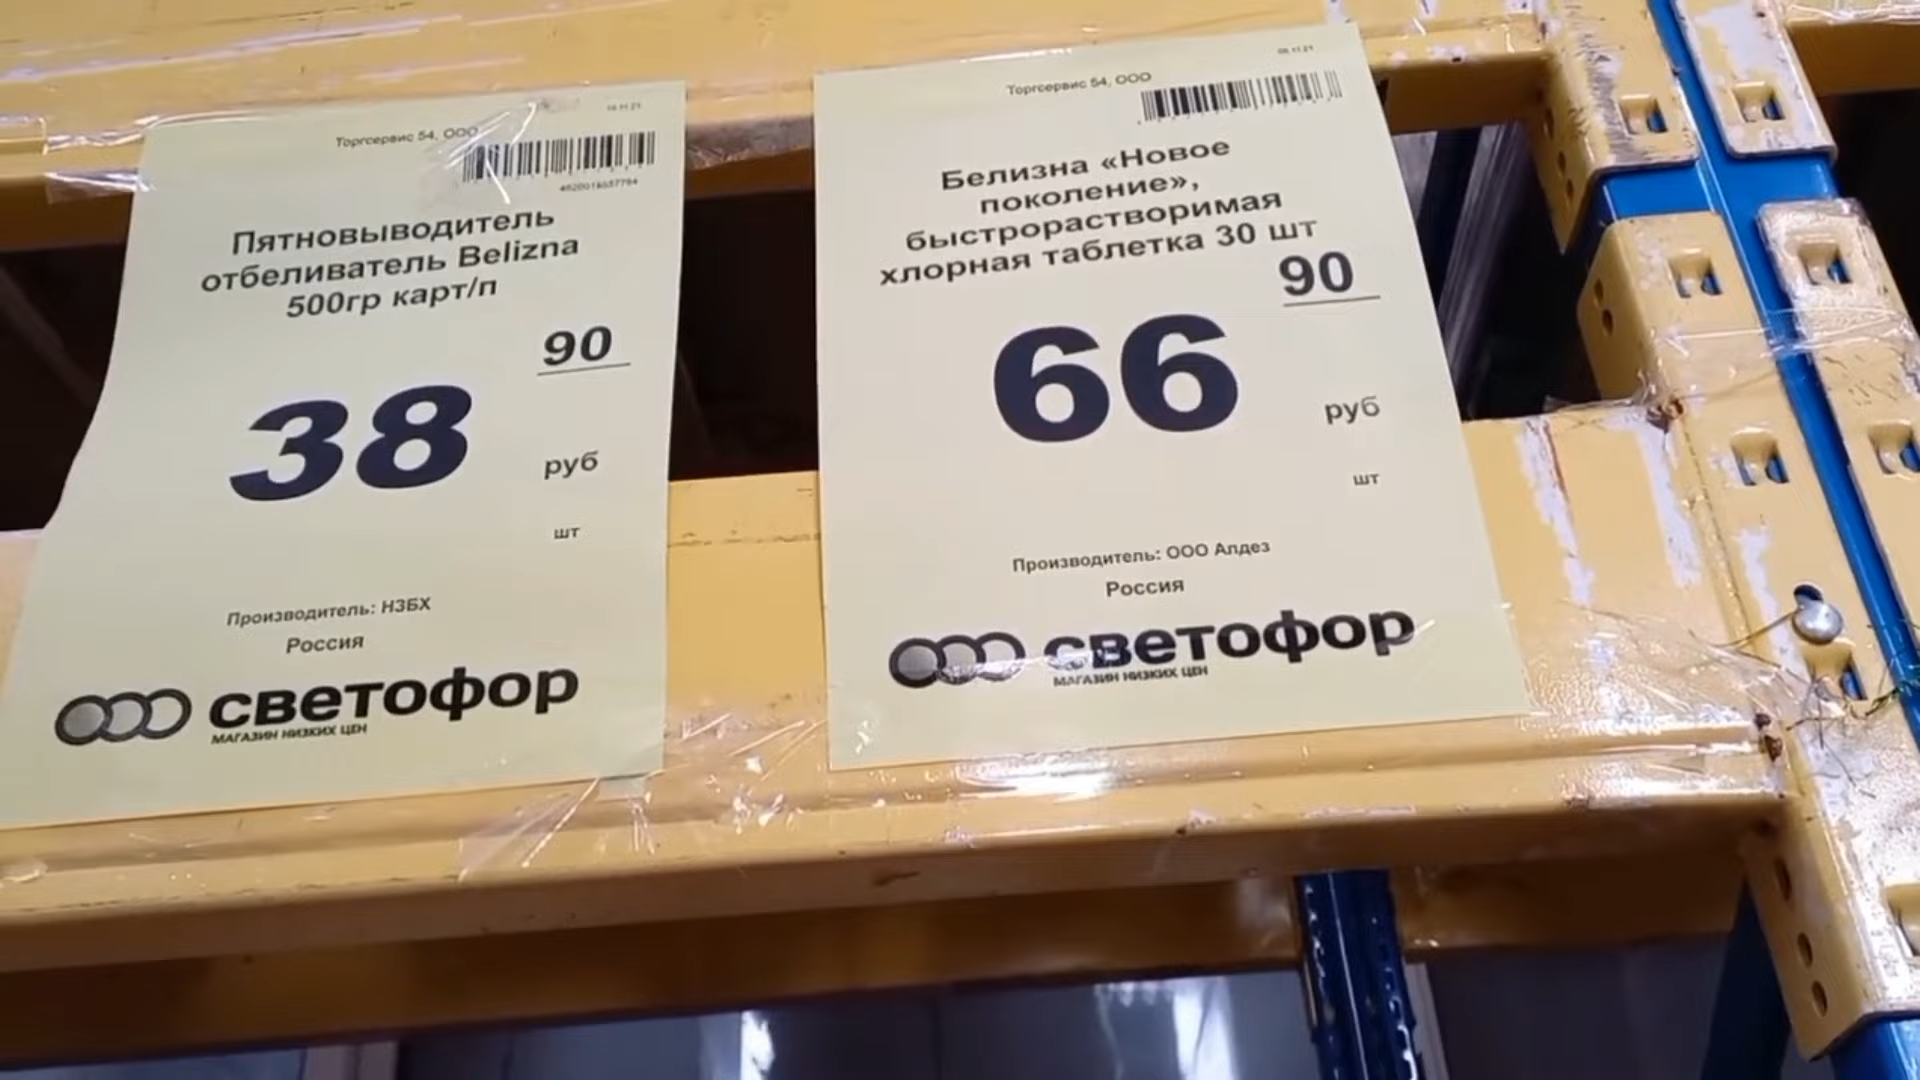 Торгсервис 54, ООО
Пятновыводитель
отбеливатель Belizna
500гр карт/п
38
90
руб
шт
Производитель: НЗБХ
Россия
светофор
МАГАЗИН НИЗКИХ ЦЕН
Торгсервис 54, ООО
Белизна «Новое
поколение»,
быстрорастворимая
хлорная таблетка 30 шт
66
90
руб
шт
Производитель: ООО Алдез
Россия
светофор
МАГАЗИН НИЗКИХ ЦЕН